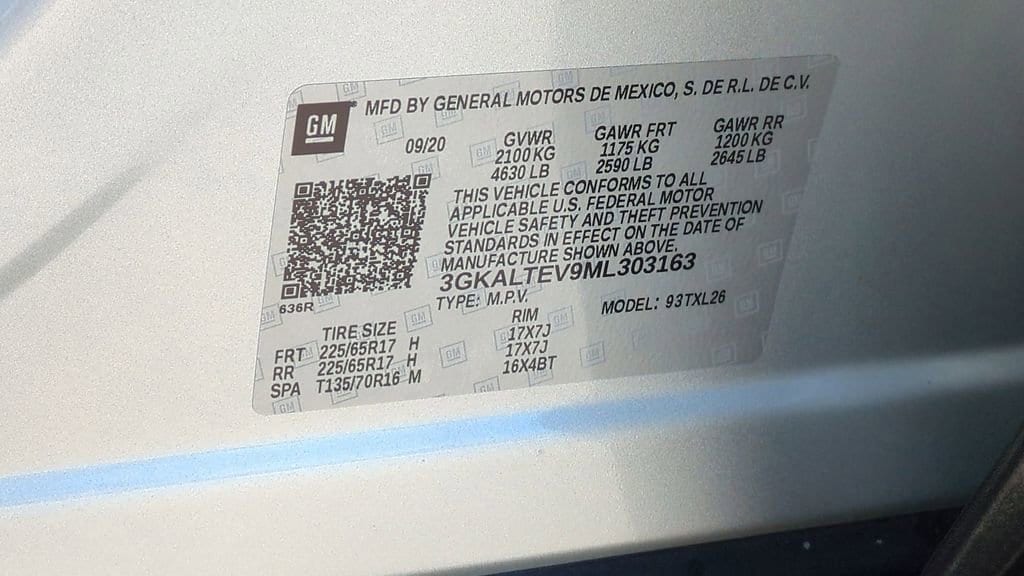 GM
MFD BY GENERAL MOTORS DE MEXICO, S. DE R.L. DE C.V.
09/20 GVWR GAWR FRT GAWR RR
2100 KG 1175 KG 1200 KG
4630 LB 2590 LB 2645 LB
THIS VEHICLE CONFORMS TO ALL
APPLICABLE U.S. FEDERAL MOTOR
VEHICLE SAFETY AND THEFT PREVENTION
STANDARDS IN EFFECT ON THE DATE OF
MANUFACTURE SHOWN ABOVE.
3GKALTEV9ML303163
636R
TYPE: M.P.V. MODEL: 93TXL26
TIRE SIZE RIM
FRT 225/65R17 H 17X7J
RR 225/65R17 H 17X7J
SPA T135/70R16 M 16X4BT